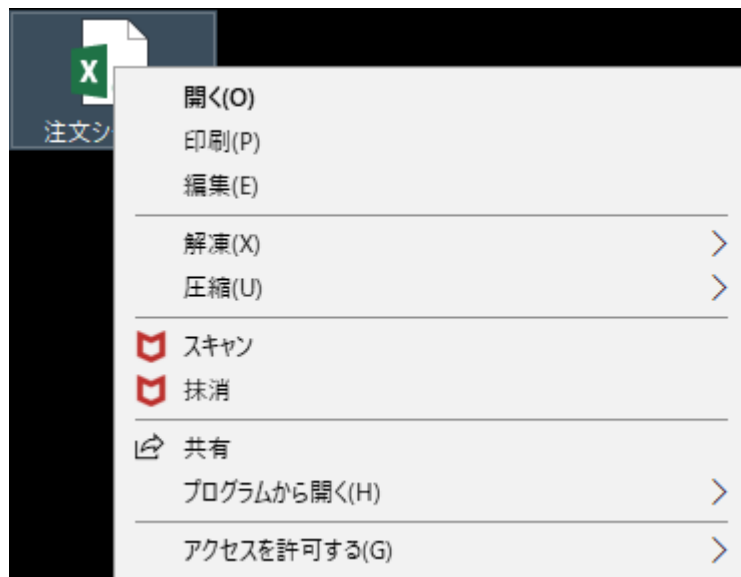 注文シ
開く(O)
印刷(P)
編集(E)
解凍(X)
圧縮(U)
スキャン
抹消
共有
プログラムから開く(H)
アクセスを許可する(G)